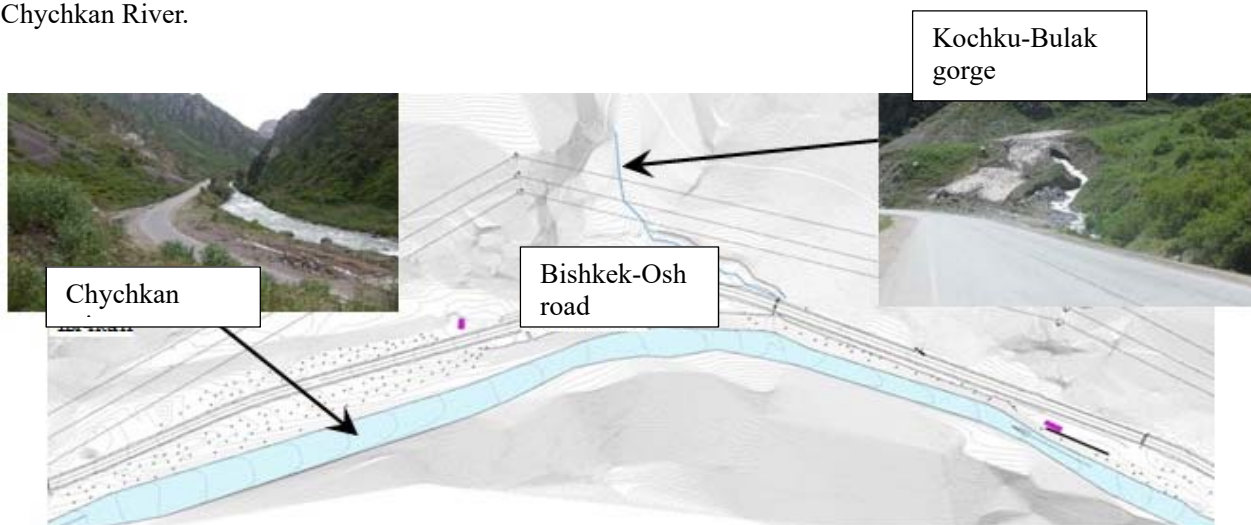 Chychkan River.
Kochku-Bulak
gorge
Bishkek-Osh
road
Chychkan